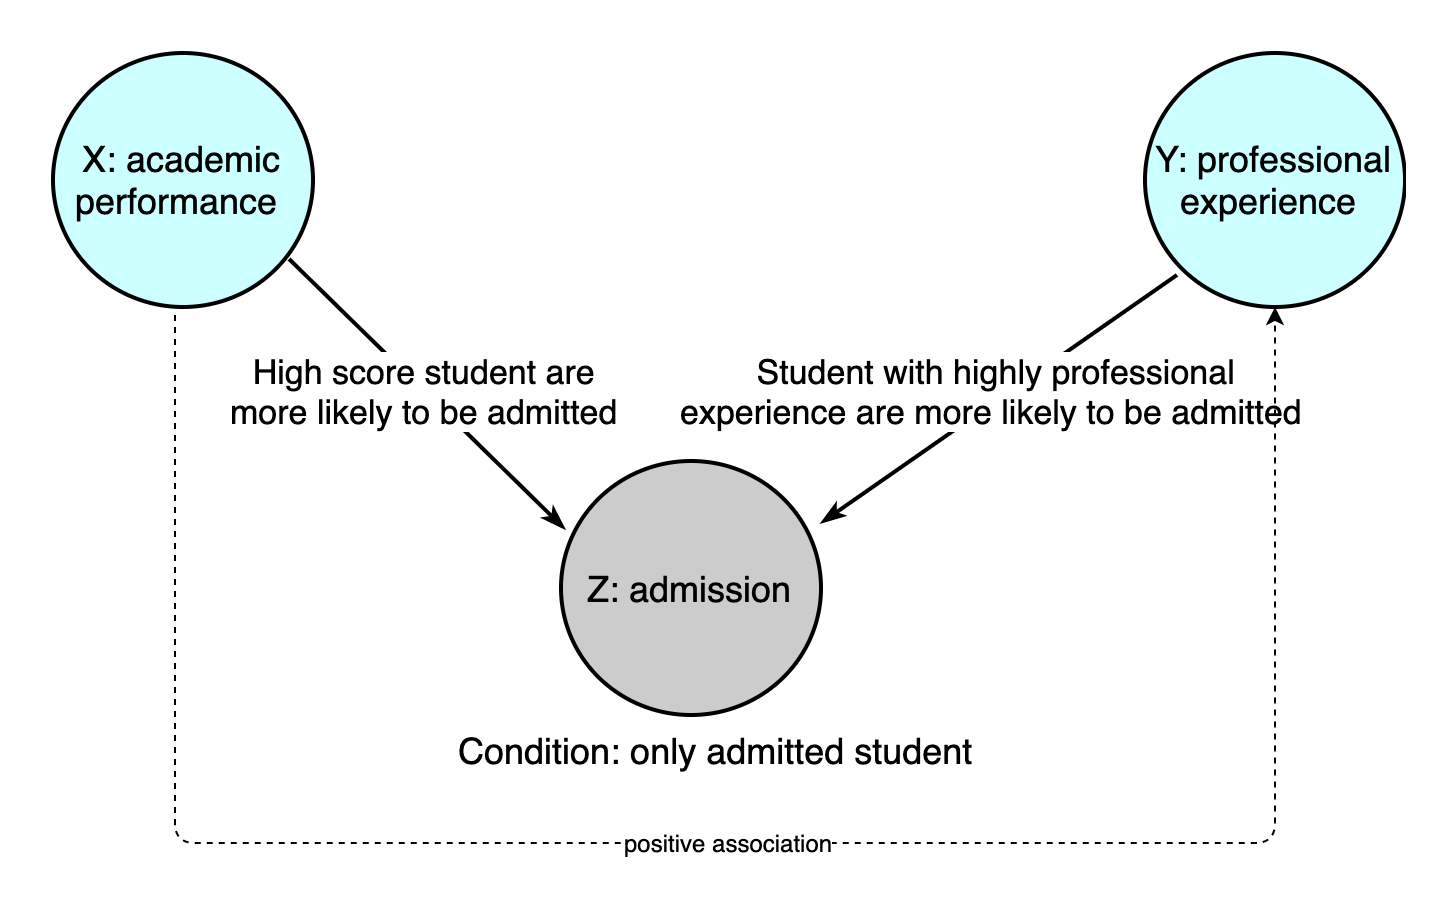 X: academic
performance
Y: professional
experience
High score student are
more likely to be admitted
Student with highly professional
experience are more likely to be admitted
Z: admission
Condition: only admitted student
positive association